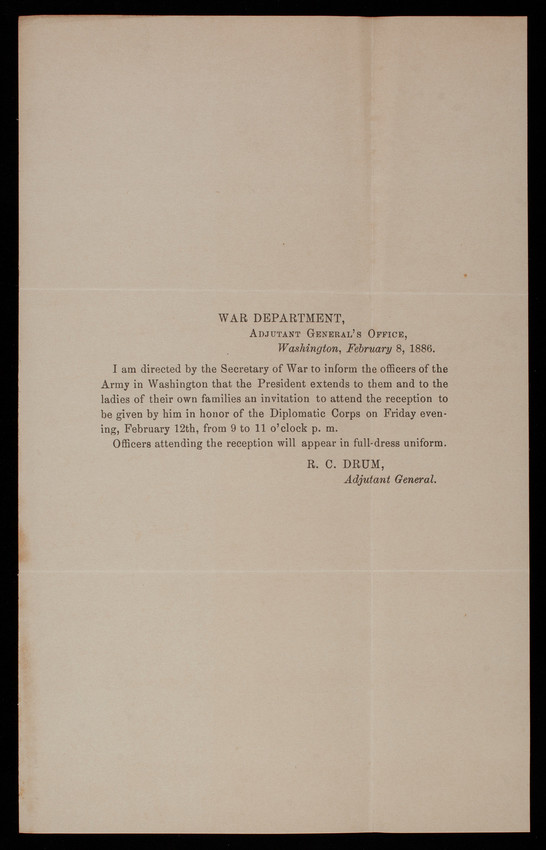 WAR DEPARTMENT,
ADJUTANT GENERAL'S OFFICE,
Washington, February 8, 1886.
I am directed by the Secretary of War to inform the officers of the
Army in Washington that the President extends to them and to the
ladies of their own families an invitation to attend the reception to
be given by him in honor of the Diplomatic Corps on Friday even-
ing, February 12th, from 9 to 11 o'clock p. m.
Officers attending the reception will appear in full-dress uniform.
R. C. DRUM,
Adjutant General.